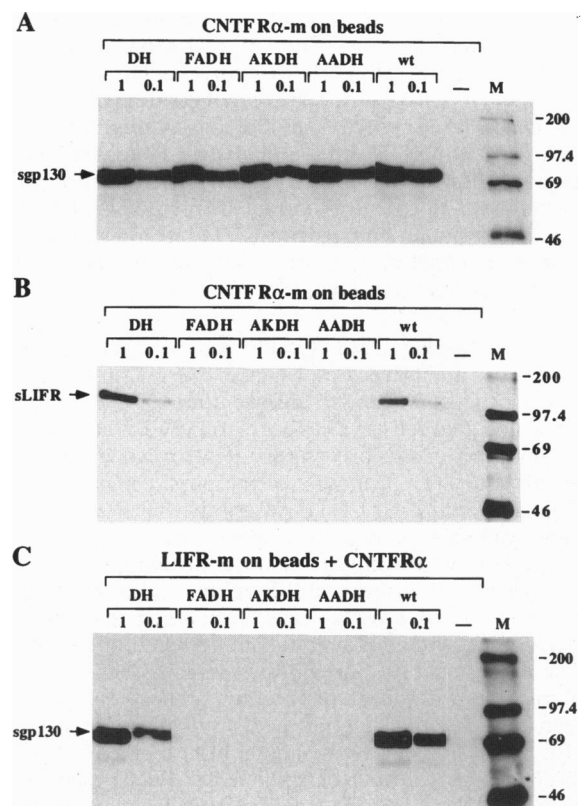 A
CNTFRα-m on beads
DH FADH AKDH AADH wt
1 0.1 1 0.1 1 0.1 1 0.1 1 0.1 — M
-200
-97.4
sgp130
-69
-46
B
CNTFRα-m on beads
DH FADH AKDH AADH wt
1 0.1 1 0.1 1 0.1 1 0.1 1 0.1 — M
-200
sLIFR
-97.4
-69
-46
C
LIFR-m on beads + CNTFRα
DH FADH AKDH AADH wt
1 0.1 1 0.1 1 0.1 1 0.1 1 0.1 — M
-200
-97.4
sgp130
-69
-46